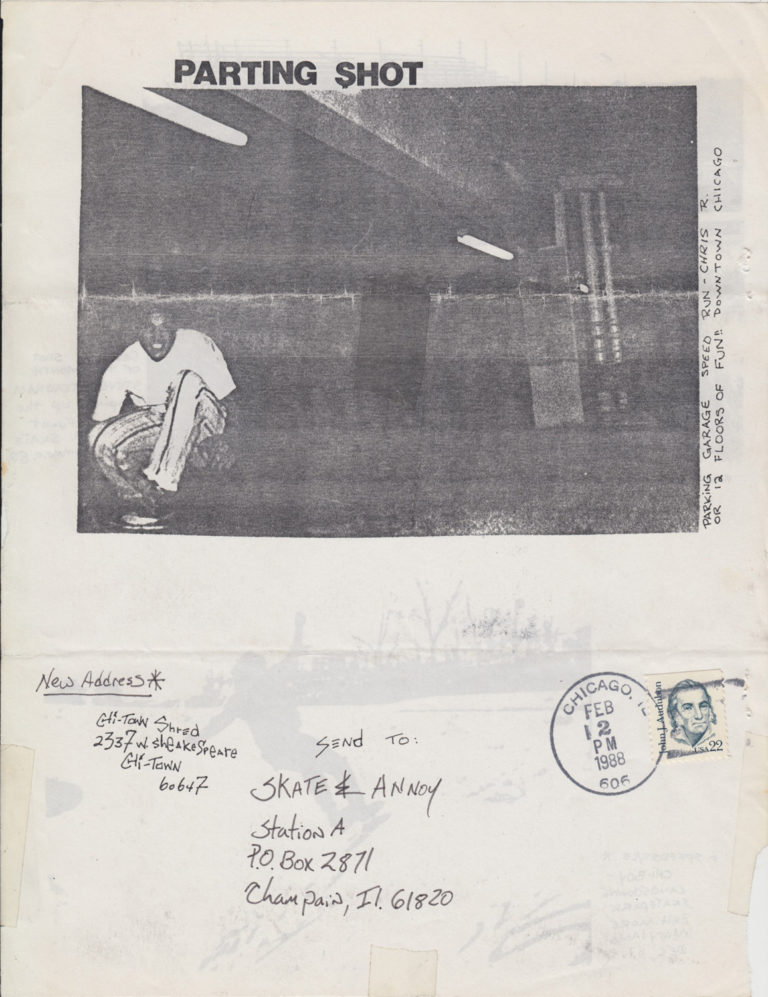 PARTING SHOT
PARKING GARAGE SPEED RUN - CHRIS R.
OR 12 FLOORS OF FUN!! DOWNTOWN CHICAGO
New Address*
CHi-Town Shred
2337 w. sheakespeare
CHi-Town
60647
SEND TO:
SKATE & ANNOY
Station A
P.O. Box 2871
Champain, Il. 61820
CHICAGO, IL
FEB
12
PM
1988
606
John J. Audubon
USA 22